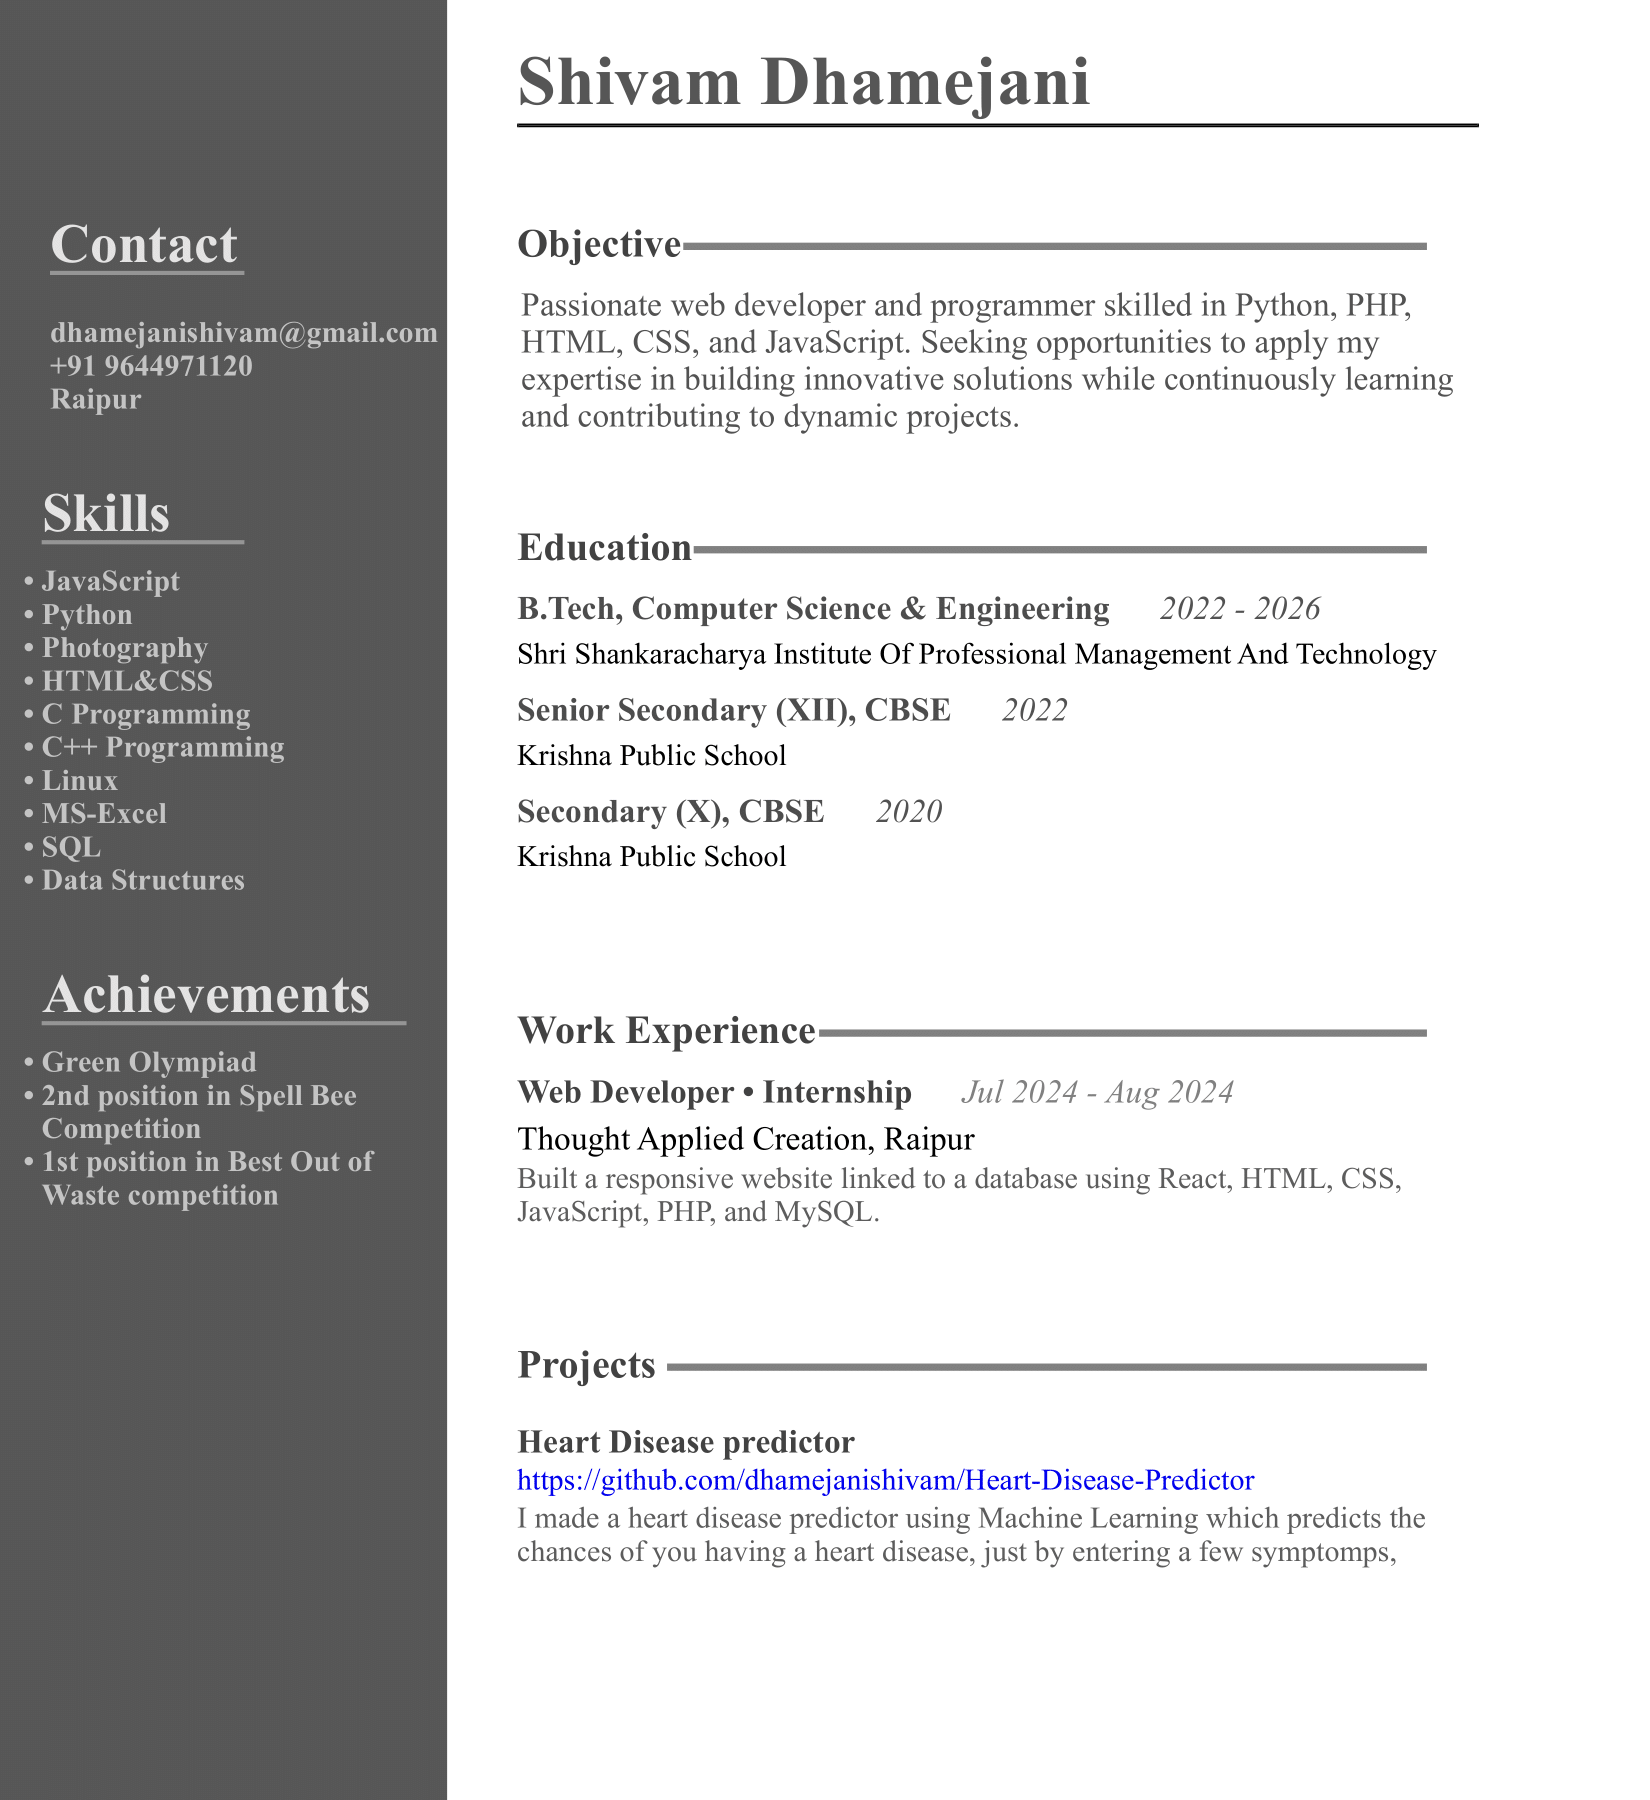 Shivam Dhamejani
Contact
dhamejanishivam@gmail.com
+91 9644971120
Raipur
Skills
• JavaScript
• Python
• Photography
• HTML&CSS
• C Programming
• C++ Programming
• Linux
• MS-Excel
• SQL
• Data Structures
Achievements
• Green Olympiad
• 2nd position in Spell Bee
Competition
• 1st position in Best Out of
Waste competition
Objective
Passionate web developer and programmer skilled in Python, PHP,
HTML, CSS, and JavaScript. Seeking opportunities to apply my
expertise in building innovative solutions while continuously learning
and contributing to dynamic projects.
Education
B.Tech, Computer Science & Engineering 2022 - 2026
Shri Shankaracharya Institute Of Professional Management And Technology
Senior Secondary (XII), CBSE 2022
Krishna Public School
Secondary (X), CBSE 2020
Krishna Public School
Work Experience
Web Developer • Internship Jul 2024 - Aug 2024
Thought Applied Creation, Raipur
Built a responsive website linked to a database using React, HTML, CSS,
JavaScript, PHP, and MySQL.
Projects
Heart Disease predictor
https://github.com/dhamejanishivam/Heart-Disease-Predictor
I made a heart disease predictor using Machine Learning which predicts the
chances of you having a heart disease, just by entering a few symptomps,